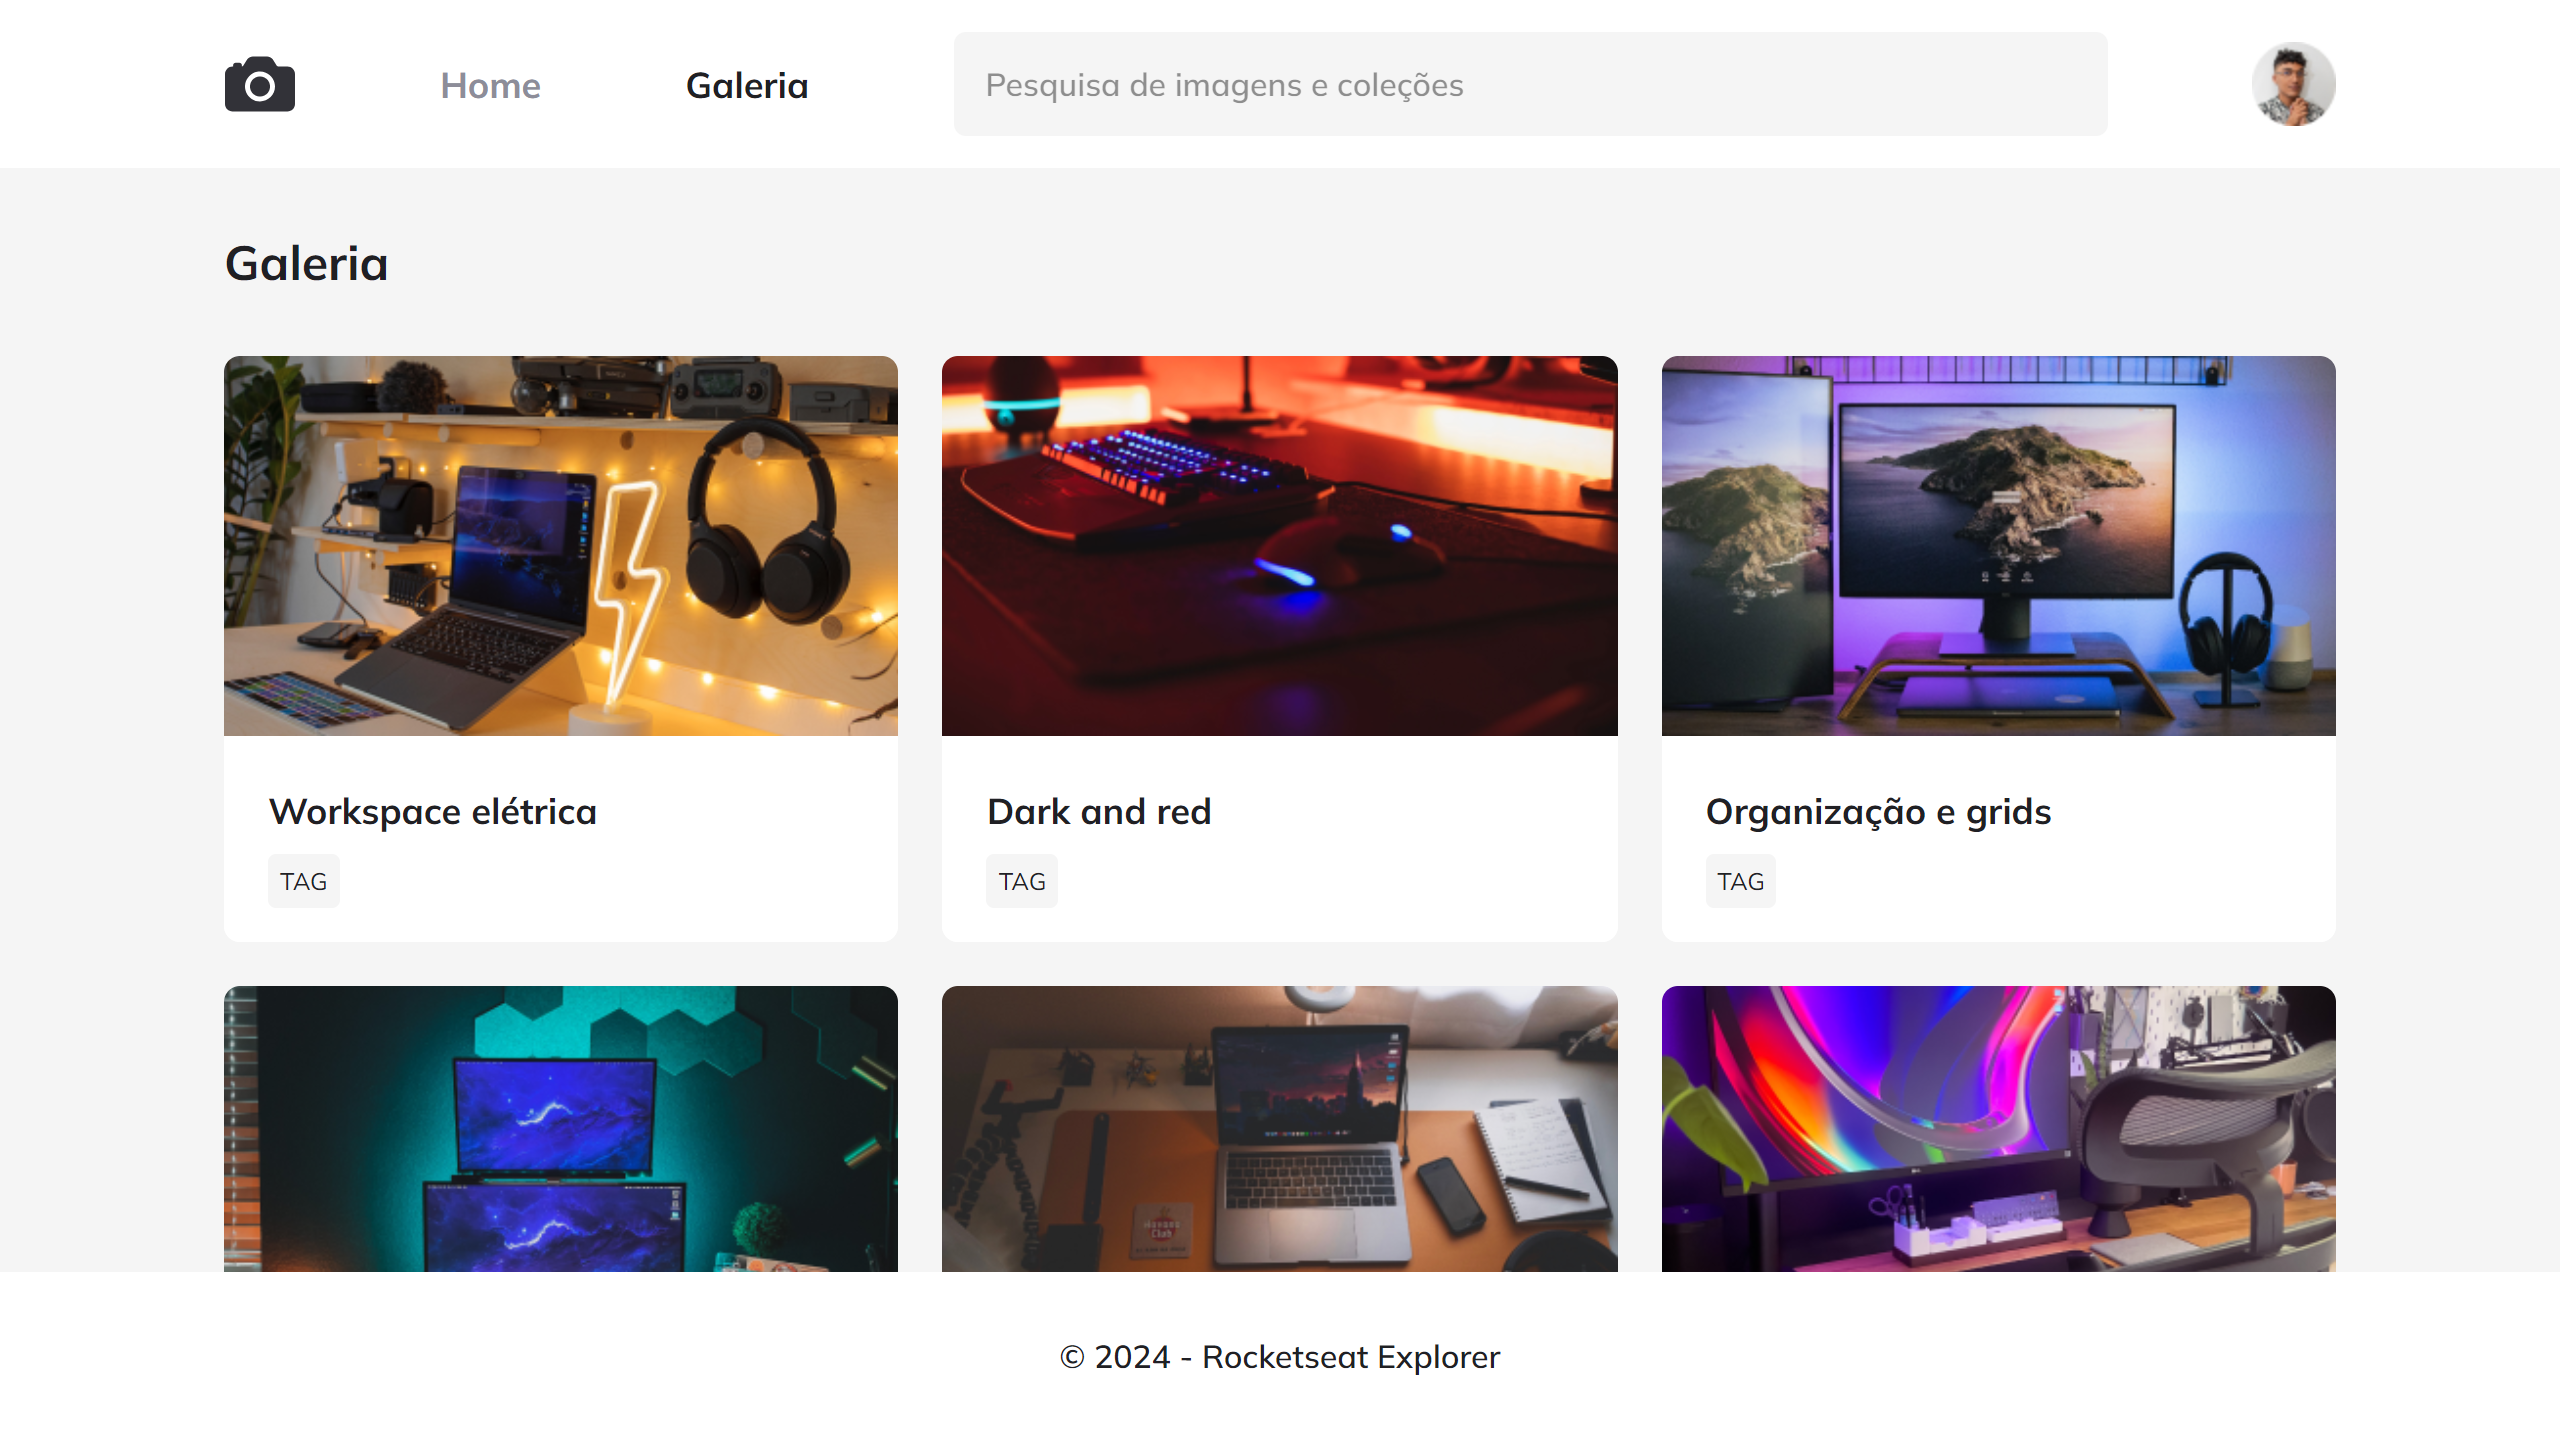 Home
Galeria
Pesquisa de imagens e coleções
Galeria
Workspace elétrica
TAG
Dark and red
TAG
Organização e grids
TAG
© 2024 - Rocketseat Explorer